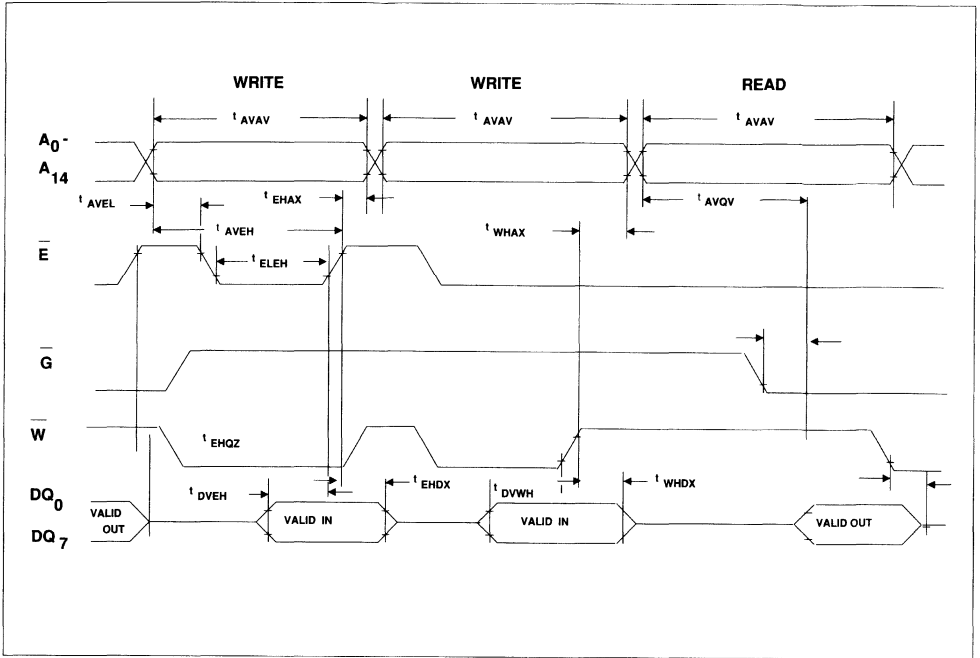 WRITE WRITE READ
t AVAV t AVAV t AVAV
A0 -
A14
t AVEL t EHAX t AVQV
t AVEH t WHAX
E
t ELEH
G
W
t EHQZ
t EHDX t WHDX
DQ0 t DVEH t DVWH
VALID OUT VALID IN VALID IN VALID OUT
DQ7